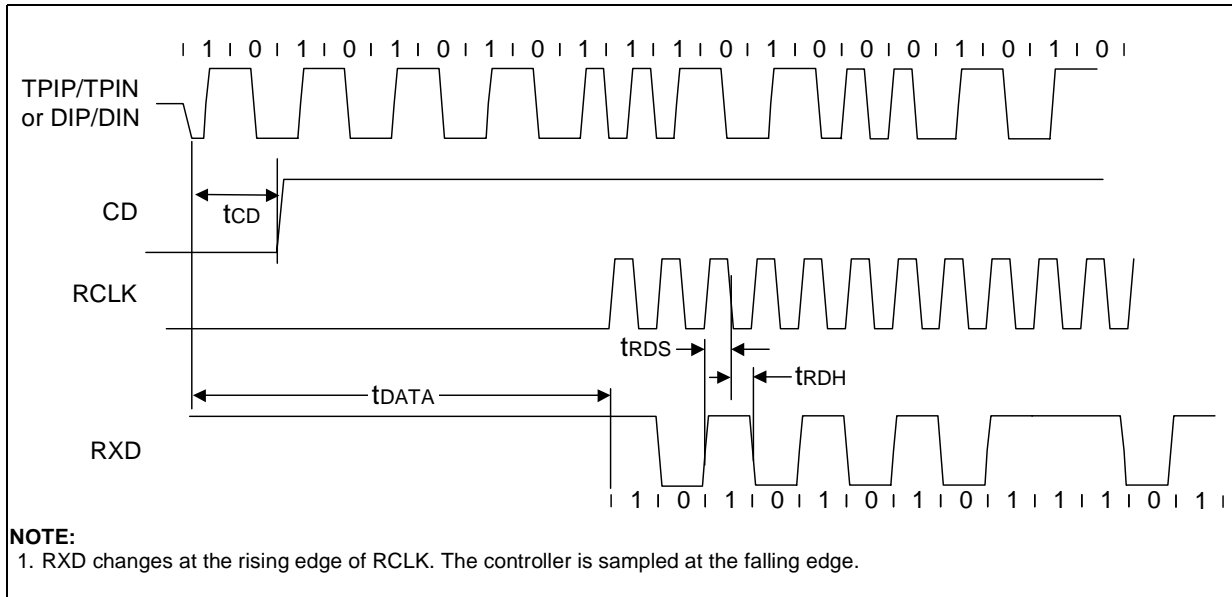 1 0 1 0 1 0 1 0 1 1 1 0 1 0 0 0 1 0 1 0
TPIP/TPIN
or DIP/DIN
CD
tCD
RCLK
tRDS
tRDH
tDATA
RXD
1 0 1 0 1 0 1 0 1 1 1 0 1
NOTE:
1. RXD changes at the rising edge of RCLK. The controller is sampled at the falling edge.